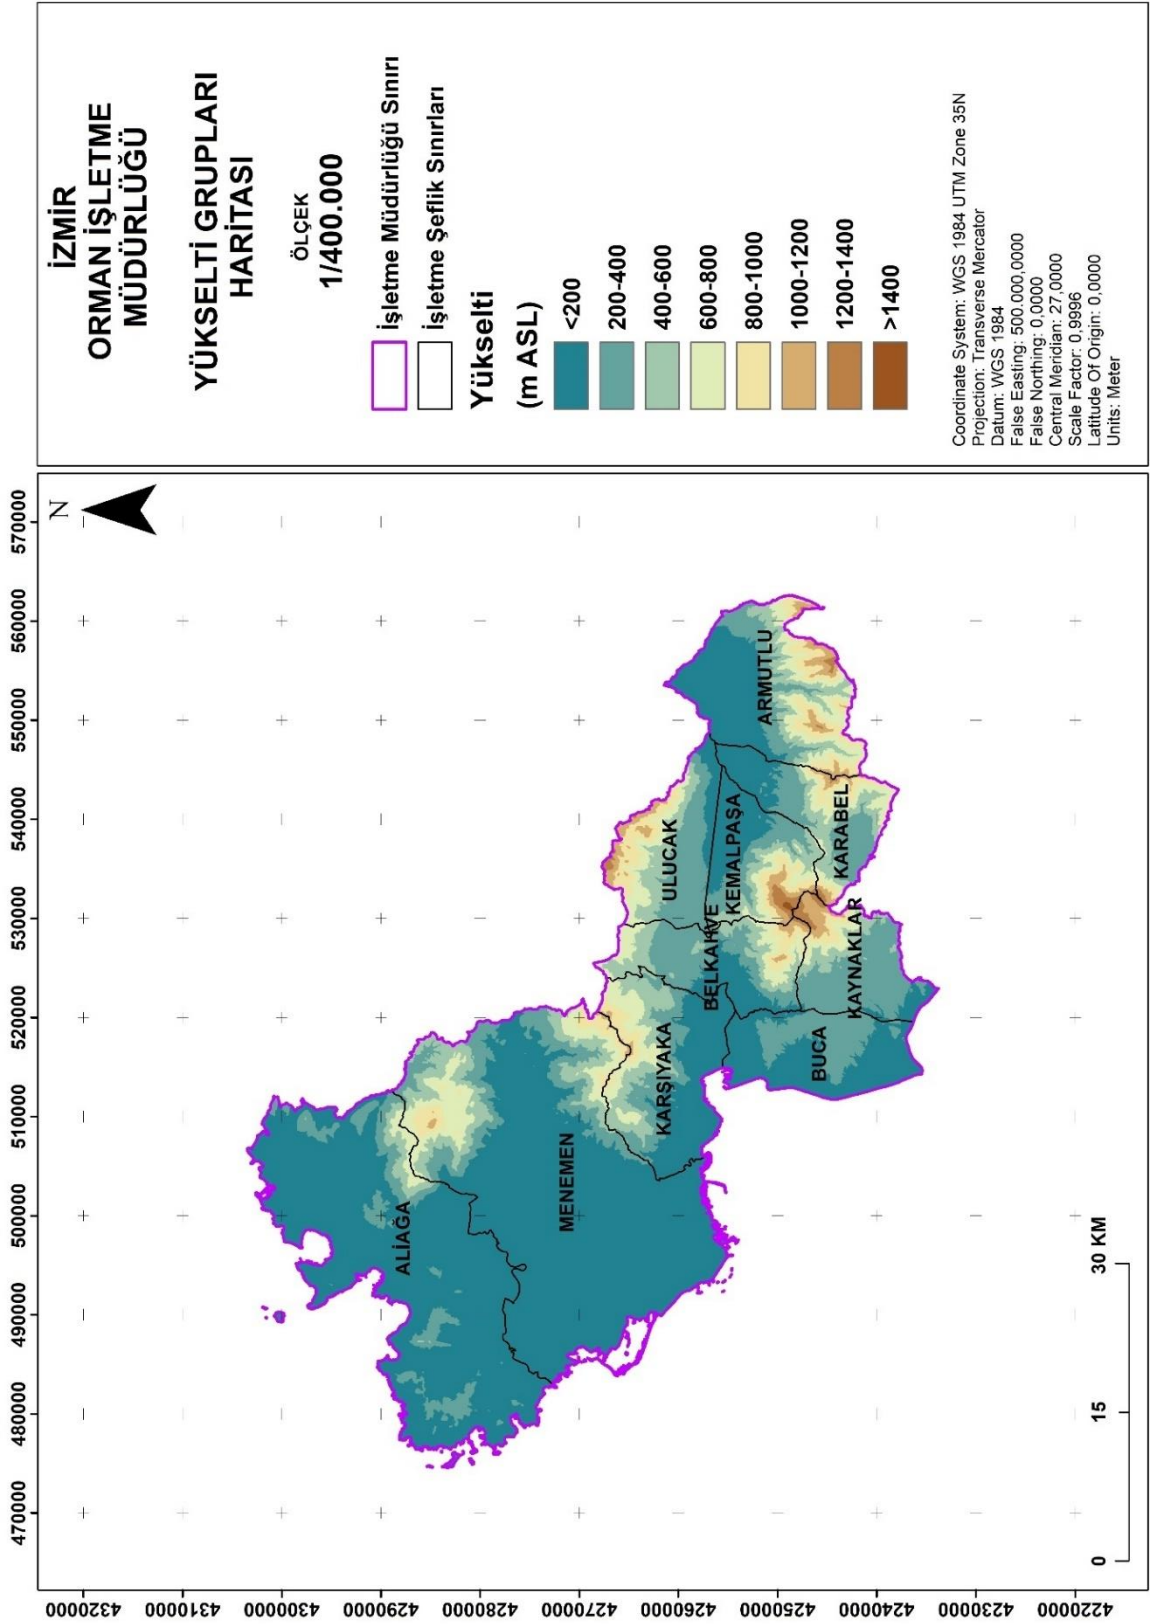 İZMİR
ORMAN İŞLETME
MÜDÜRLÜĞÜ
YÜKSELTİ GRUPLARI
HARİTASI
ÖLÇEK
1/400.000
İşletme Müdürlüğü Sınırı
İşletme Şeflik Sınırları
Yükselti
(m ASL)
<200
200-400
400-600
600-800
800-1000
1000-1200
1200-1400
>1400
Coordinate System: WGS 1984 UTM Zone 35N
Projection: Transverse Mercator
Datum: WGS 1984
False Easting: 500.000,0000
False Northing: 0,0000
Central Meridian: 27,0000
Scale Factor: 0,9996
Latitude Of Origin: 0,0000
Units: Meter
470000 480000 490000 500000 510000 520000 530000 540000 550000 560000 570000
N
4320000
4310000
4300000
4290000
4280000
4270000
4260000
4250000
4240000
4230000
4220000
ALİAĞA
MENEMEN
KARŞIYAKA
ULUCAK
BELKAHVE
KEMALPAŞA
ARMUTLU
BUCA
KAYNAKLAR
KARABEL
0 15 30 KM